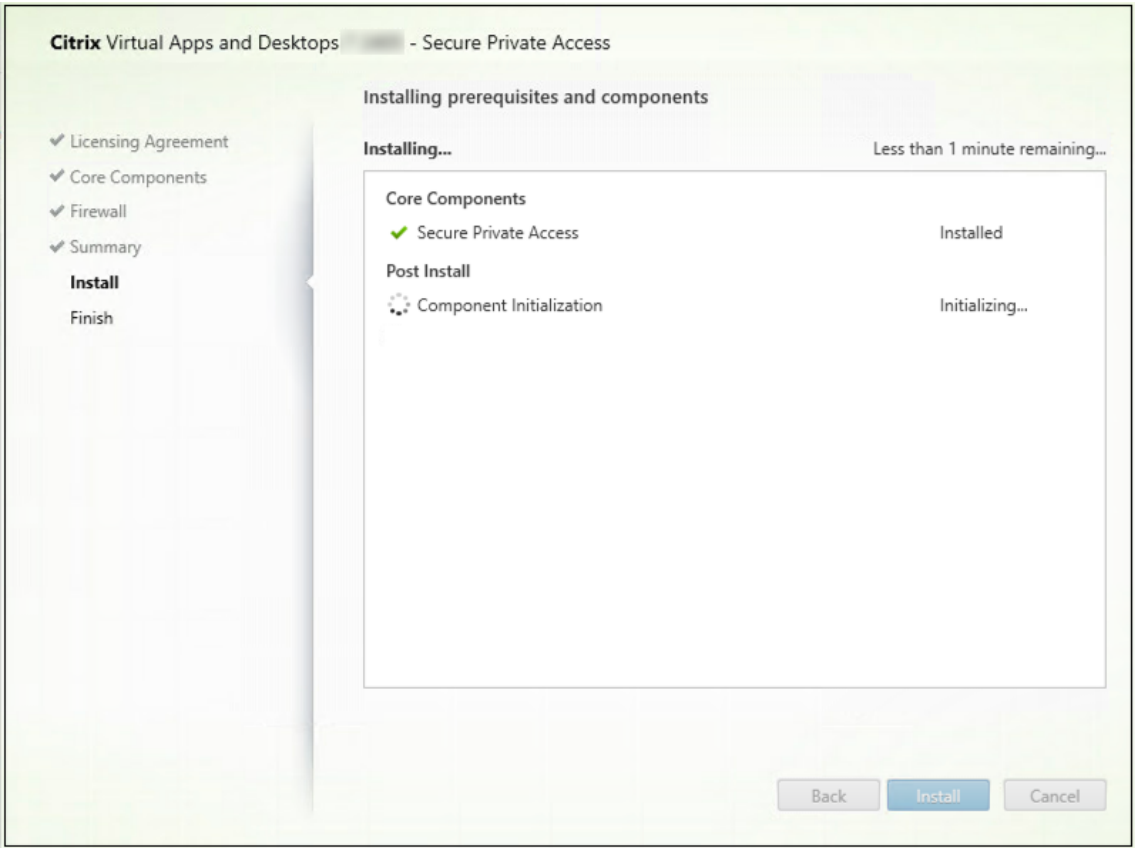 Citrix Virtual Apps and Desktops - Secure Private Access
Installing prerequisites and components
Licensing Agreement
Core Components
Firewall
Summary
Install
Finish
Installing...
Less than 1 minute remaining...
Core Components
Secure Private Access Installed
Post Install
Component Initialization Initializing...
Back Install Cancel